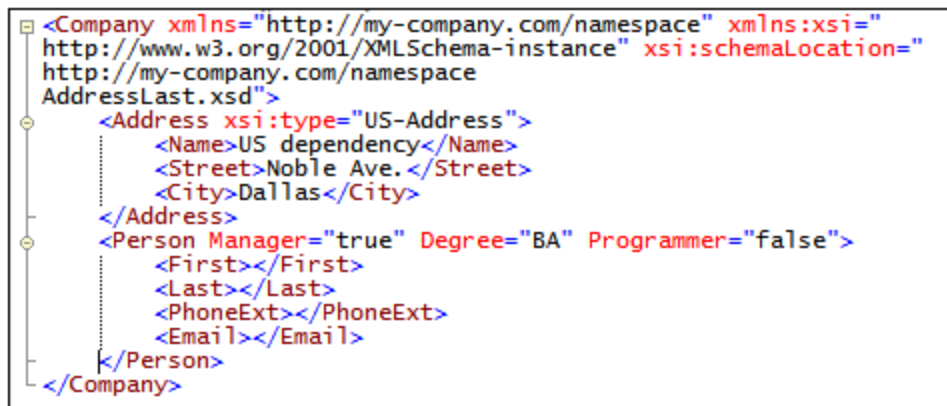 <Company xmlns="http://my-company.com/namespace" xmlns:xsi="
http://www.w3.org/2001/XMLSchema-instance" xsi:schemaLocation="
http://my-company.com/namespace
AddressLast.xsd">
<Address xsi:type="US-Address">
<Name>US dependency</Name>
<Street>Noble Ave.</Street>
<City>Dallas</City>
</Address>
<Person Manager="true" Degree="BA" Programmer="false">
<First></First>
<Last></Last>
<PhoneExt></PhoneExt>
<Email></Email>
</Person>
</Company>